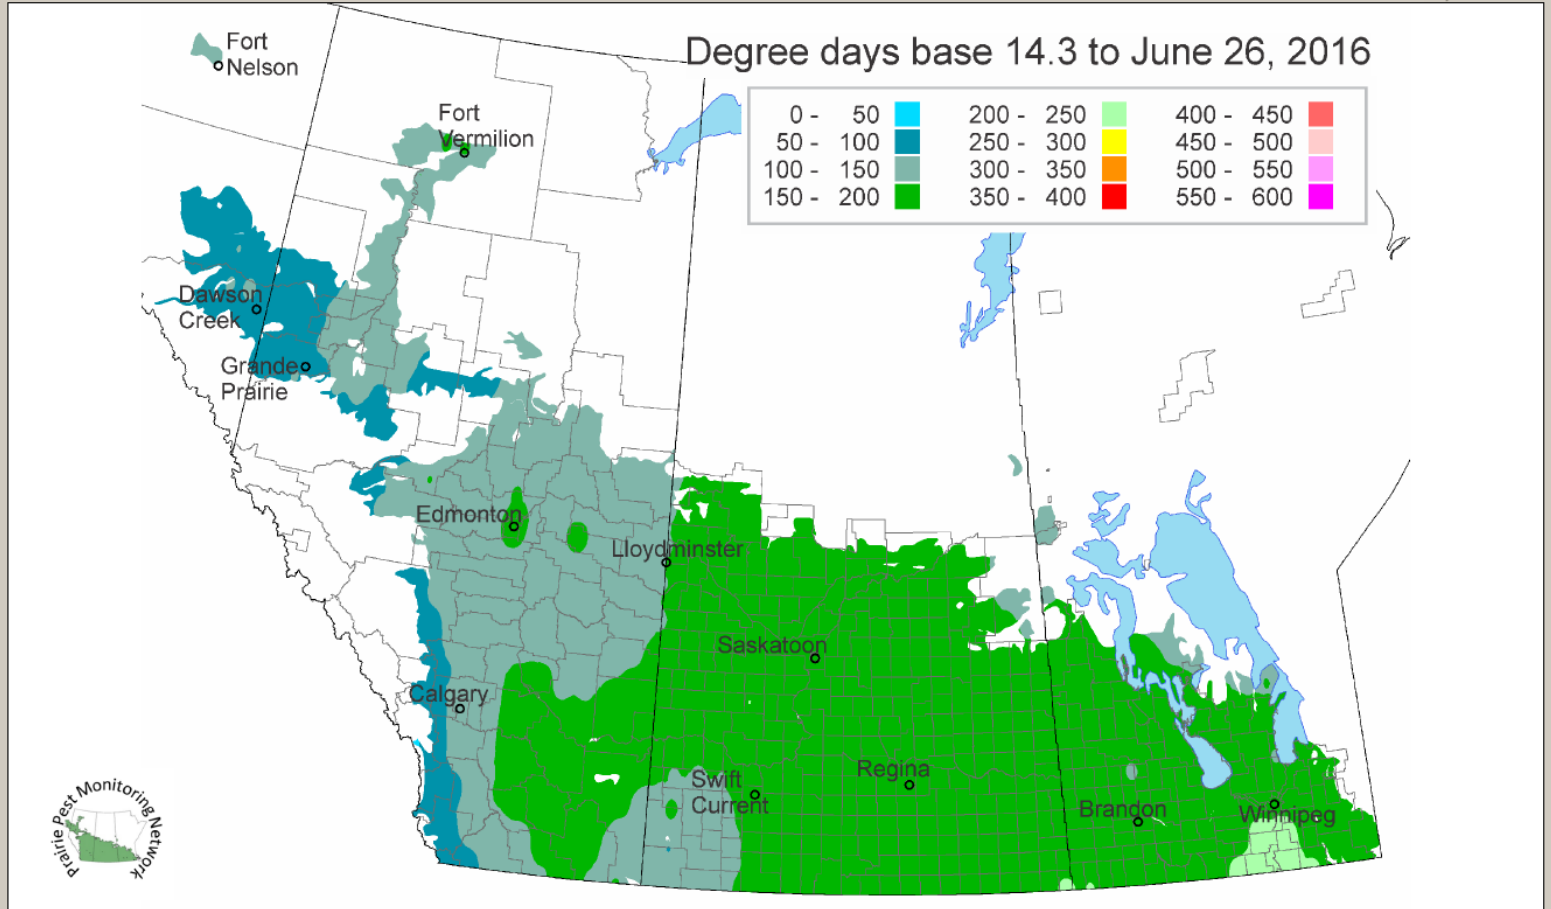 Degree days base 14.3 to June 26, 2016
0 - 50
50 - 100
100 - 150
150 - 200
200 - 250
250 - 300
300 - 350
350 - 400
400 - 450
450 - 500
500 - 550
550 - 600
Fort
Nelson
Fort
Vermilion
Dawson
Creek
Grande
Prairie
Edmonton
Lloydminster
Saskatoon
Calgary
Swift
Current
Regina
Brandon
Winnipeg
Prairie Pest Monitoring Network